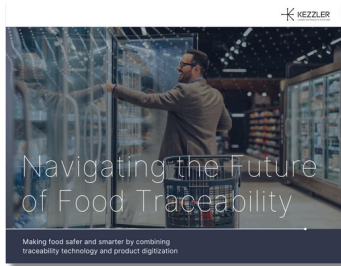 KEZZLER
Navigating the Future
of Food Traceability
Making food safer and smarter by combining
traceability technology and product digitization